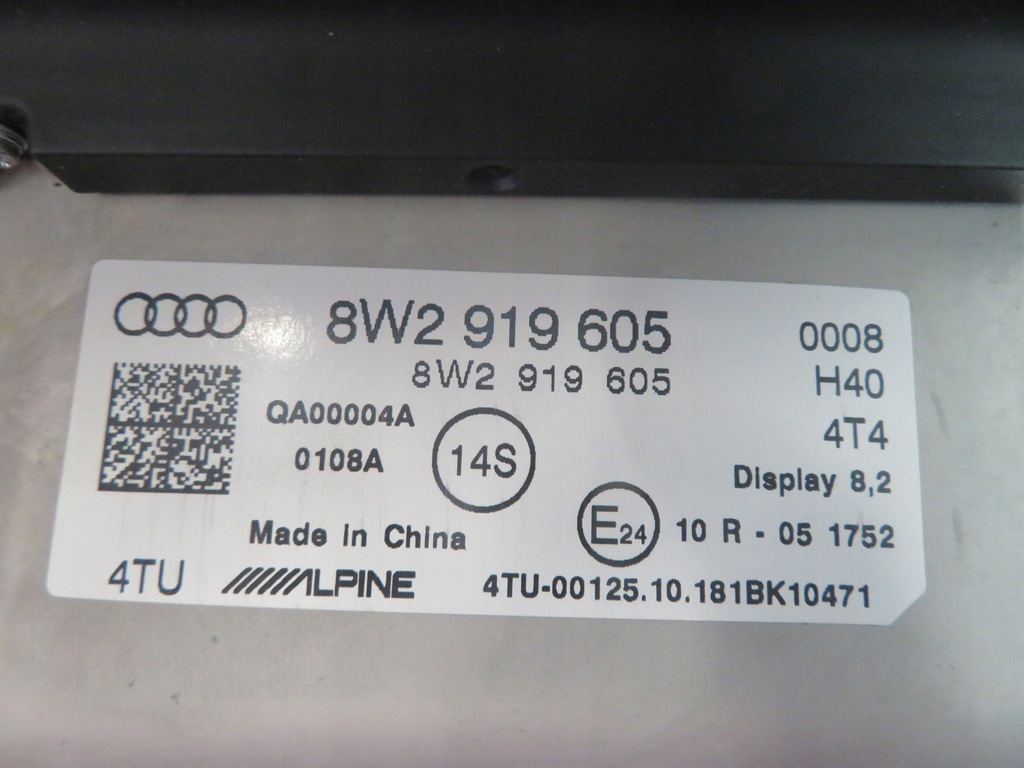 8W2 919 605 0008
8W2 919 605 H40
QA00004A 14S 4T4
0108A Display 8,2
Made in China E24 10 R - 05 1752
4TU ALPINE 4TU-00125.10.181BK10471